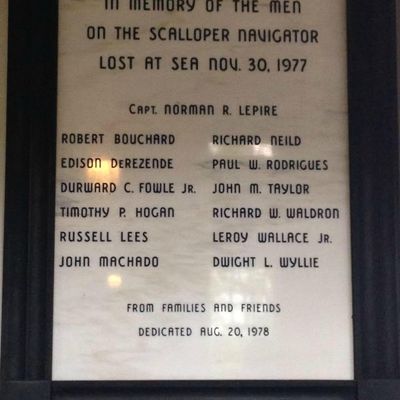 IN MEMORY OF THE MEN
ON THE SCALLOPER NAVIGATOR
LOST AT SEA NOV. 30, 1977
CAPT. NORMAN R. LEPIRE
ROBERT BOUCHARD RICHARD NEILD
EDISON DEREZENDE PAUL W. RODRIGUES
DURWARD C. FOWLE JR. JOHN M. TAYLOR
TIMOTHY P. HOGAN RICHARD W. WALDRON
RUSSELL LEES LEROY WALLACE JR.
JOHN MACHADO DWIGHT L. WYLLIE
FROM FAMILIES AND FRIENDS
DEDICATED AUG. 20, 1978